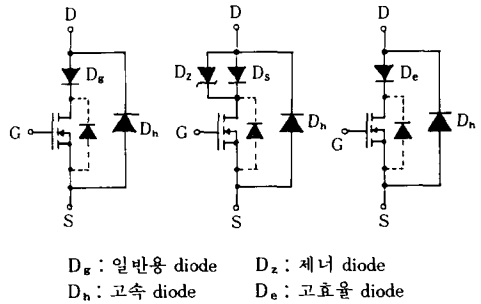 D D D
D_g D_z D_s D_e
D_h D_h D_h
G G G
S S S
D_g : 일반용 diode D_z : 제너 diode
D_h : 고속 diode D_e : 고효율 diode